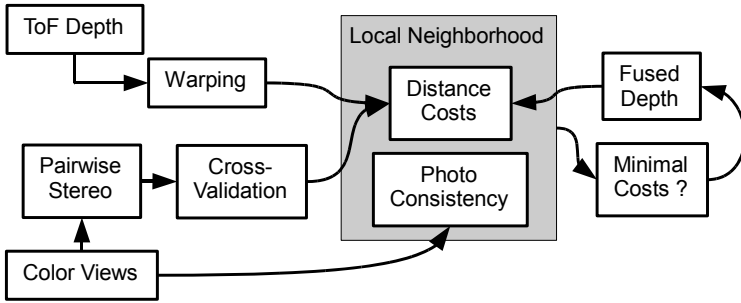 ToF Depth
Warping
Pairwise
Stereo
Cross-
Validation
Color Views
Local Neighborhood
Distance
Costs
Photo
Consistency
Fused
Depth
Minimal
Costs ?